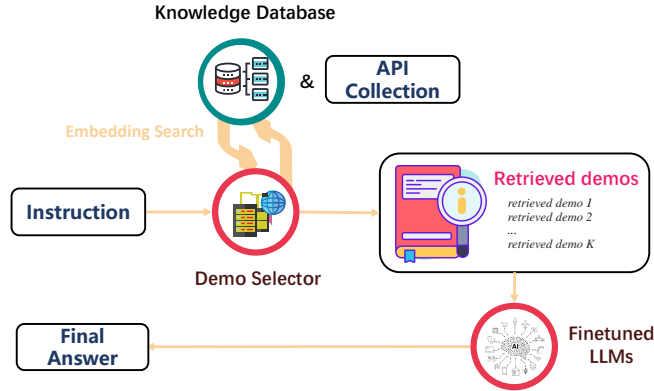 Knowledge Database
&
API
Collection
Embedding Search
Instruction
Demo Selector
Retrieved demos
retrieved demo 1
retrieved demo 2
...
retrieved demo K
Final
Answer
AI
Finetuned
LLMs